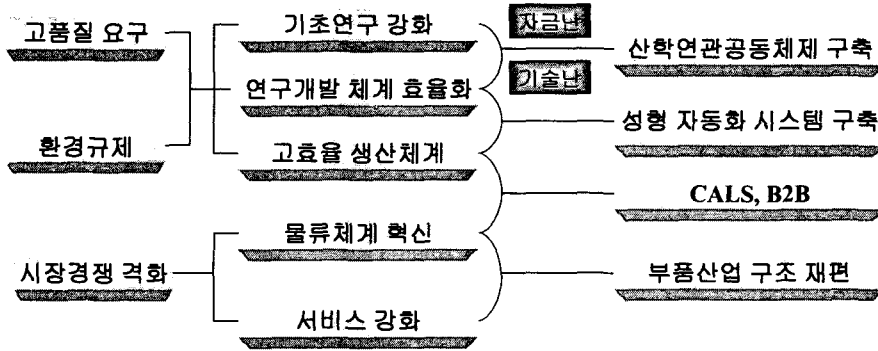 고품질 요구
환경규제
시장경쟁 격화
기초연구 강화
연구개발 체계 효율화
고효율 생산체계
물류체계 혁신
서비스 강화
자금난
기술난
산학연관공동체제 구축
성형 자동화 시스템 구축
CALS, B2B
부품산업 구조 재편